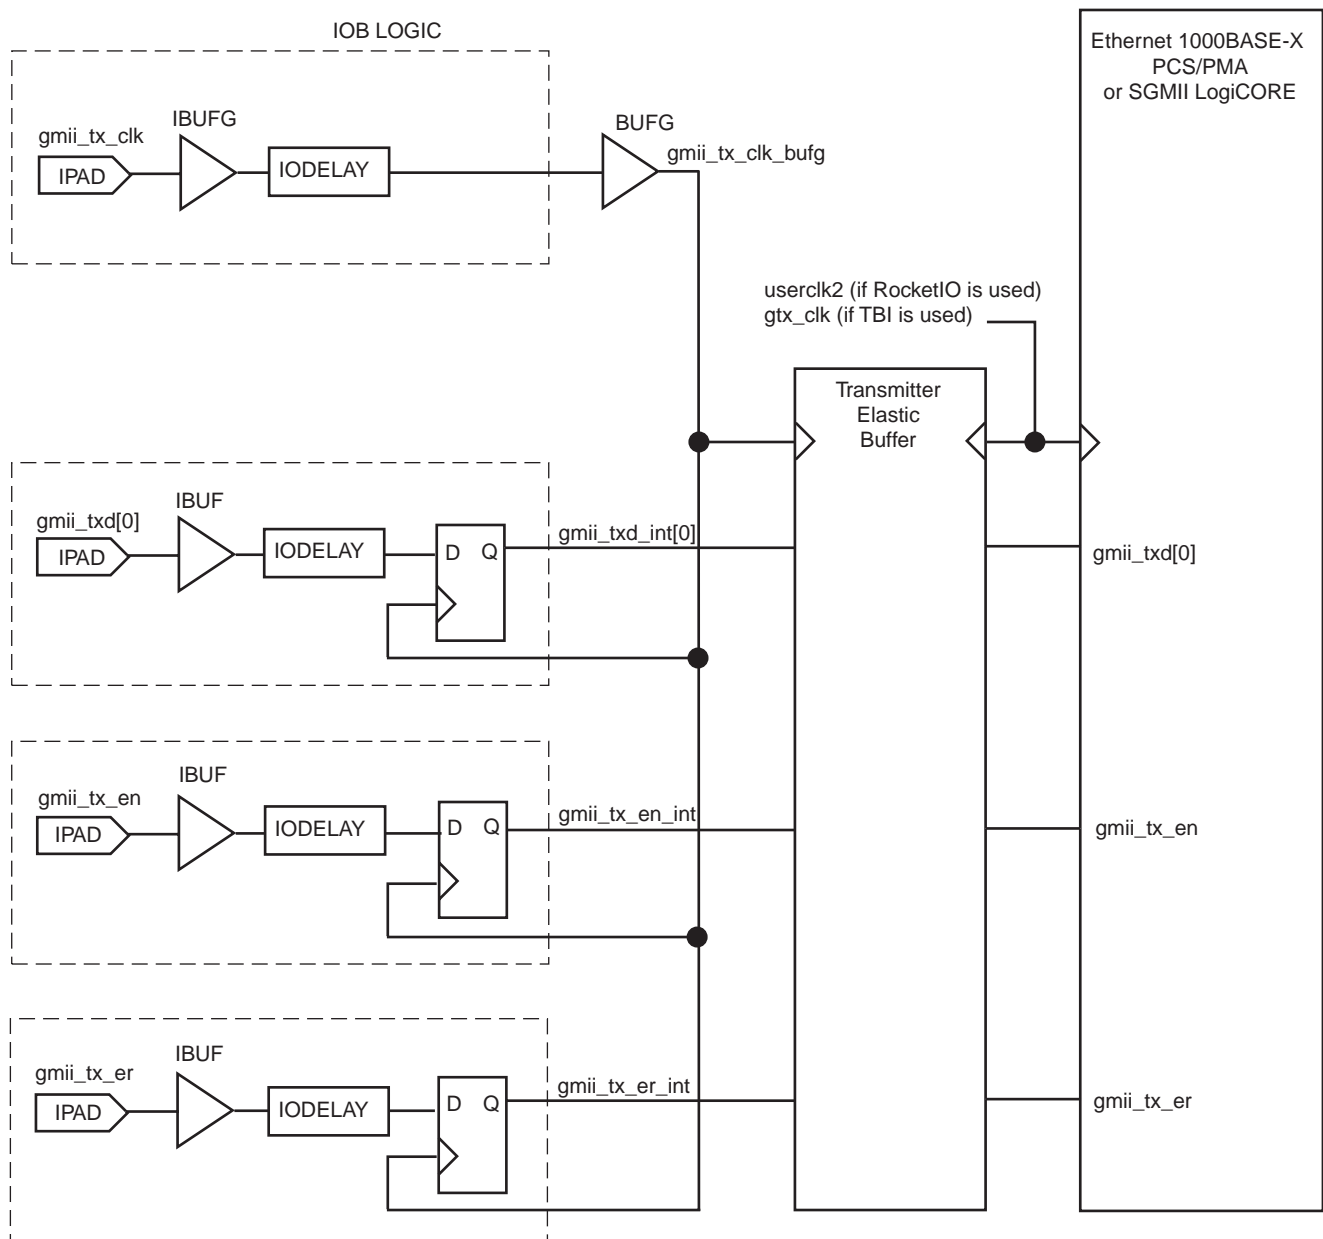 IOB LOGIC
Ethernet 1000BASE-X
PCS/PMA
or SGMII LogiCORE
gmii_tx_clk
IPAD
IBUFG
IODELAY
BUFG
gmii_tx_clk_bufg
userclk2 (if RocketIO is used)
gtx_clk (if TBI is used)
Transmitter
Elastic
Buffer
gmii_txd[0]
IPAD
IBUF
IODELAY
D Q
gmii_txd_int[0]
gmii_txd[0]
gmii_tx_en
IPAD
IBUF
IODELAY
D Q
gmii_tx_en_int
gmii_tx_en
gmii_tx_er
IPAD
IBUF
IODELAY
D Q
gmii_tx_er_int
gmii_tx_er